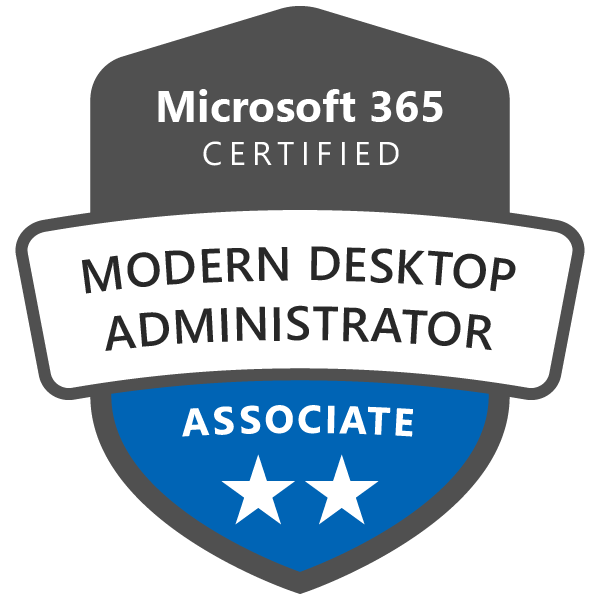 Microsoft 365
CERTIFIED
MODERN DESKTOP
ADMINISTRATOR
ASSOCIATE